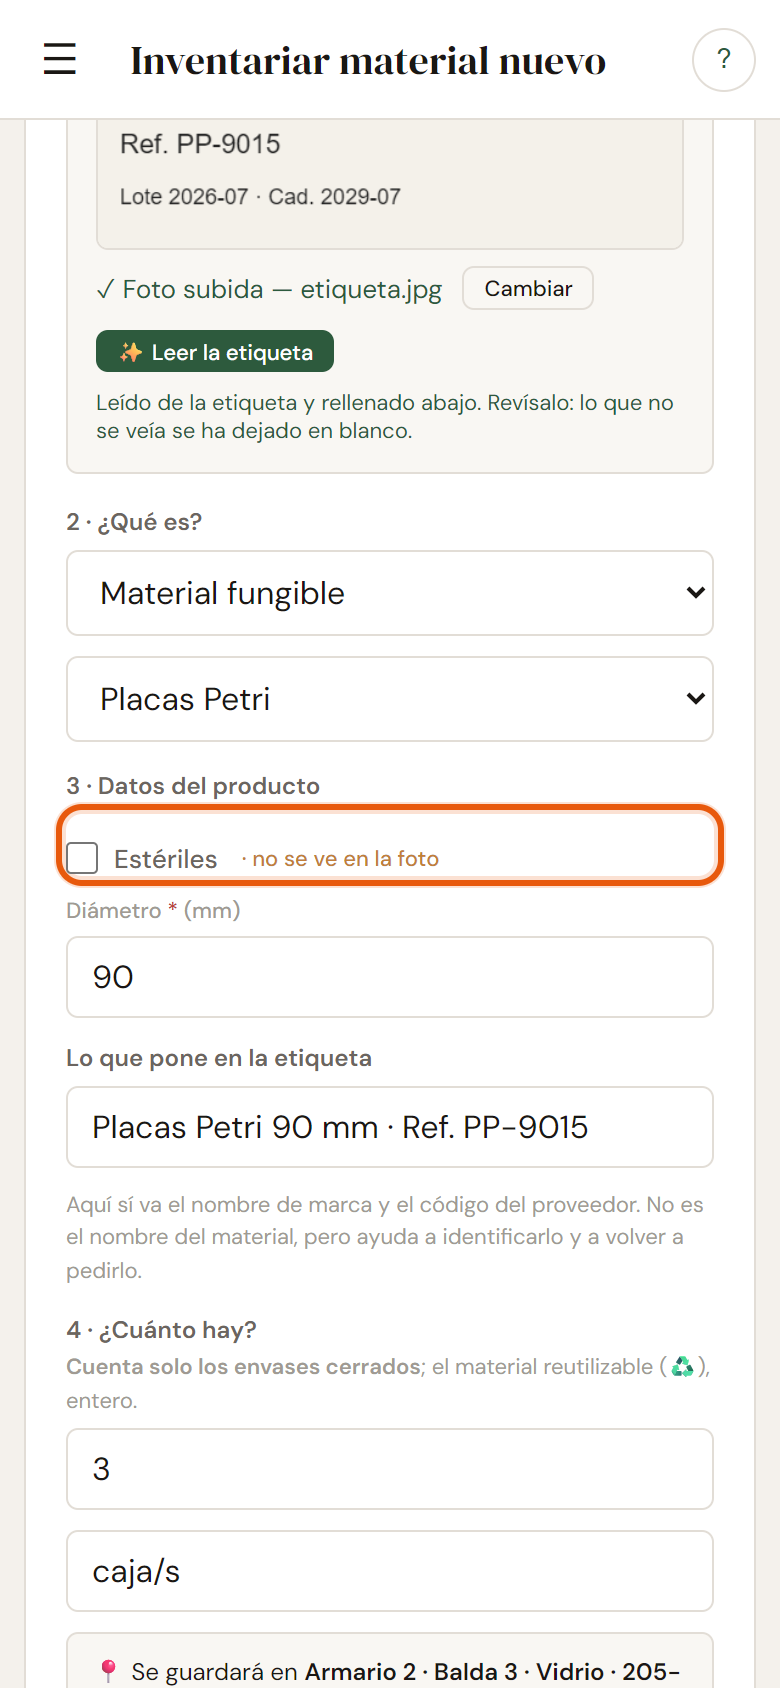 Inventariar material nuevo
?
Ref. PP-9015
Lote 2026-07 · Cad. 2029-07
✓ Foto subida — etiqueta.jpg
Cambiar
✨ Leer la etiqueta
Leído de la etiqueta y rellenado abajo. Revísalo: lo que no
se veía se ha dejado en blanco.
2 · ¿Qué es?
Material fungible
Placas Petri
3 · Datos del producto
Estériles · no se ve en la foto
Diámetro * (mm)
90
Lo que pone en la etiqueta
Placas Petri 90 mm · Ref. PP-9015
Aquí sí va el nombre de marca y el código del proveedor. No es
el nombre del material, pero ayuda a identificarlo y a volver a
pedirlo.
4 · ¿Cuánto hay?
Cuenta solo los envases cerrados; el material reutilizable (♻️),
entero.
3
caja/s
📍 Se guardará en Armario 2 · Balda 3 · Vidrio · 205-